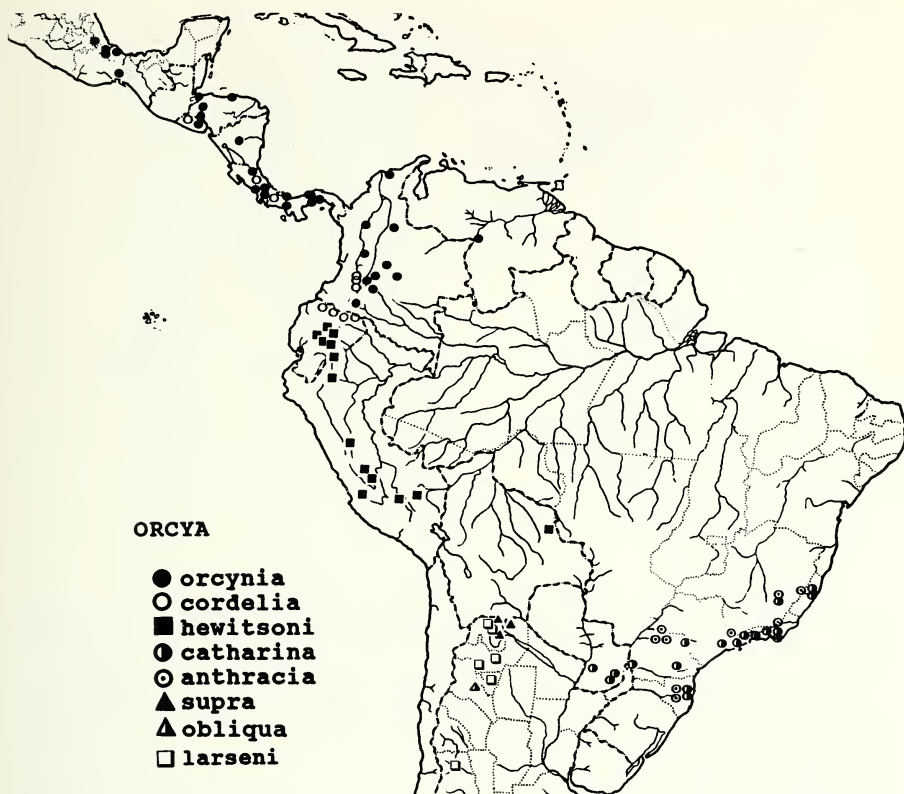 ORCYA
orcynia
cordelia
hewitsoni
catharina
anthracia
supra
obliqua
larseni